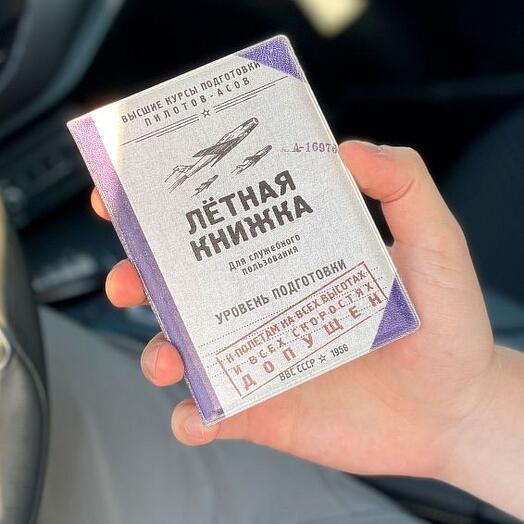 ВЫСШИЕ КУРСЫ ПОДГОТОВКИ
ПИЛОТОВ-АСОВ
А-1697
ЛЁТНАЯ
КНИЖКА
Для служебного
пользования
УРОВЕНЬ ПОДГОТОВКИ
К ПОЛЕТАМ НА ВСЕХ ВЫСОТАХ
И ВСЕХ СКОРОСТЯХ
ДОПУЩЕН
ВВС СССР ☆ 1956